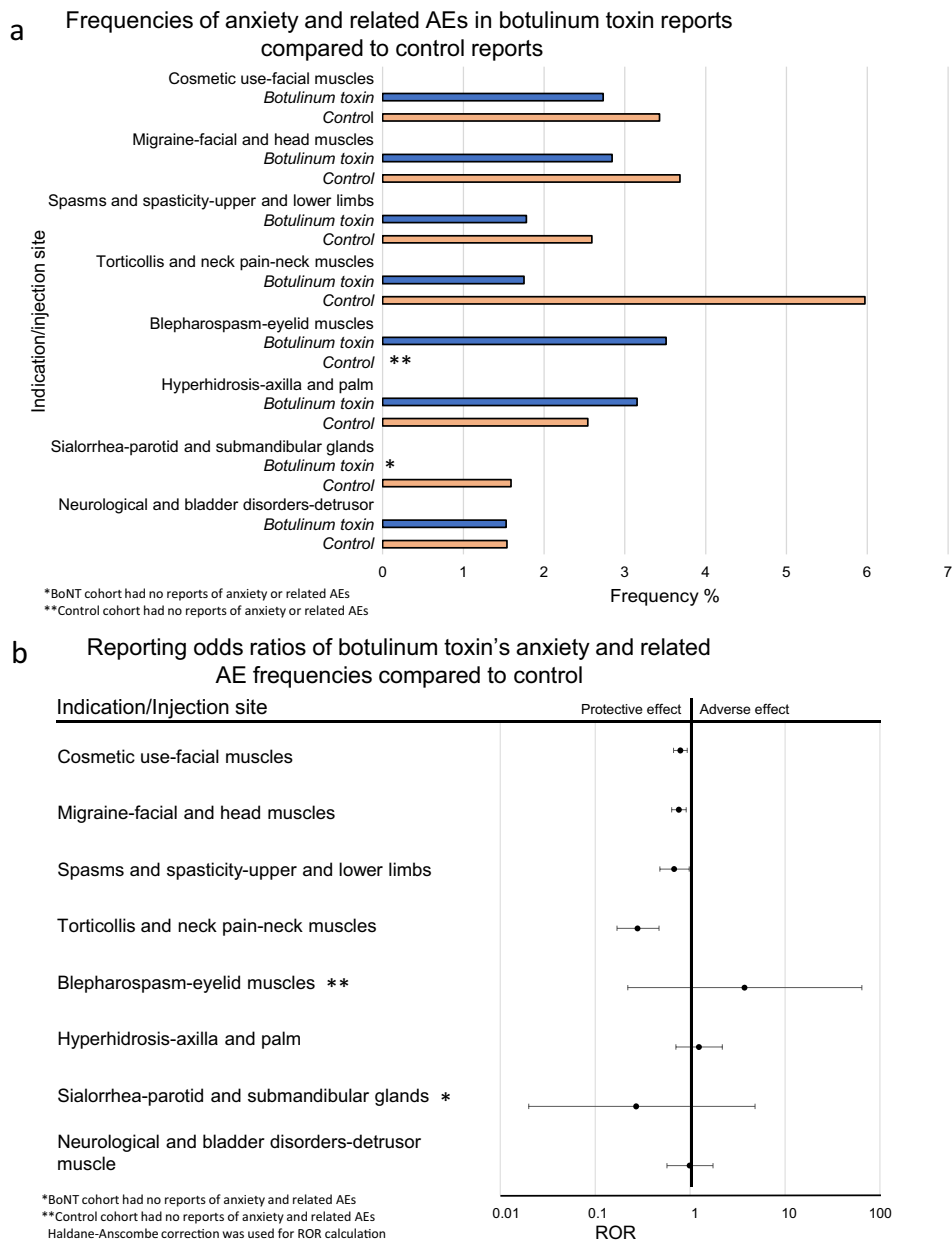 a
Frequencies of anxiety and related AEs in botulinum toxin reports
compared to control reports
Indication/injection site
Cosmetic use-facial muscles
Botulinum toxin
Control
Migraine-facial and head muscles
Botulinum toxin
Control
Spasms and spasticity-upper and lower limbs
Botulinum toxin
Control
Torticollis and neck pain-neck muscles
Botulinum toxin
Control
Blepharospasm-eyelid muscles
Botulinum toxin
Control **
Hyperhidrosis-axilla and palm
Botulinum toxin
Control
Sialorrhea-parotid and submandibular glands
Botulinum toxin *
Control
Neurological and bladder disorders-detrusor
Botulinum toxin
Control
0 1 2 3 4 5 6 7
Frequency %
*BoNT cohort had no reports of anxiety or related AEs
**Control cohort had no reports of anxiety or related AEs
b
Reporting odds ratios of botulinum toxin's anxiety and related
AE frequencies compared to control
Indication/Injection site Protective effect Adverse effect
Cosmetic use-facial muscles
Migraine-facial and head muscles
Spasms and spasticity-upper and lower limbs
Torticollis and neck pain-neck muscles
Blepharospasm-eyelid muscles **
Hyperhidrosis-axilla and palm
Sialorrhea-parotid and submandibular glands *
Neurological and bladder disorders-detrusor
muscle
0.01 0.1 1 10 100
ROR
*BoNT cohort had no reports of anxiety and related AEs
**Control cohort had no reports of anxiety and related AEs
Haldane-Anscombe correction was used for ROR calculation